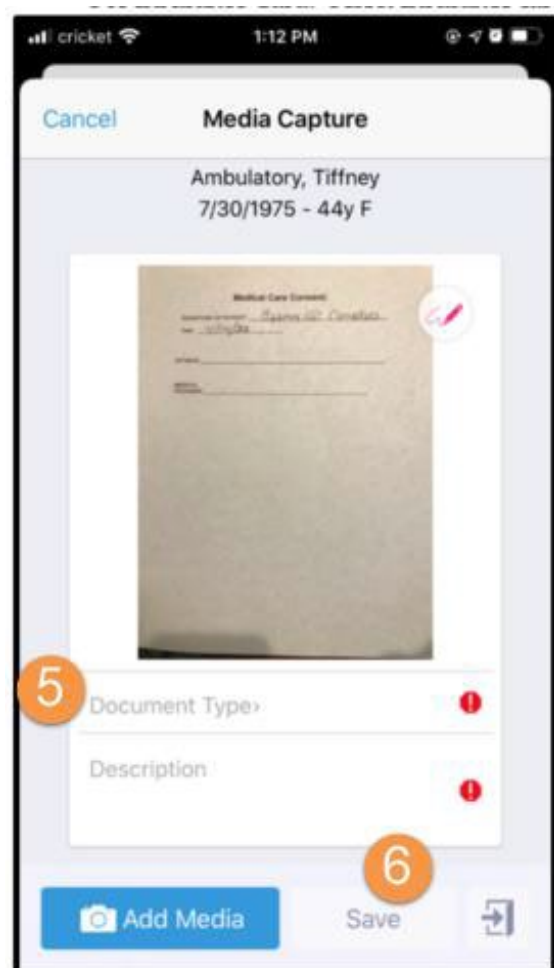 cricket 1:12 PM
Cancel Media Capture
Ambulatory, Tiffney
7/30/1975 - 44y F
Medical Care Consent
5
Document Type›
Description
6
Add Media Save